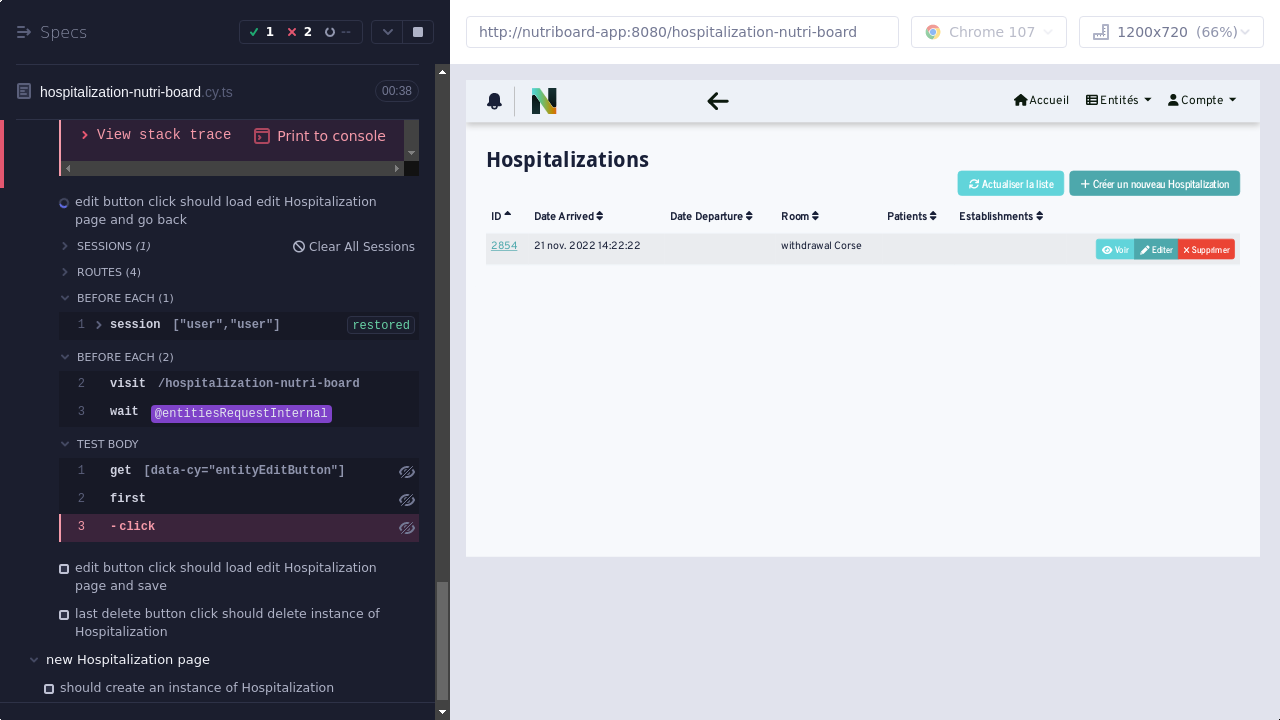 Specs
1
2
--
hospitalization-nutri-board.cy.ts
00:38
View stack trace
Print to console
edit button click should load edit Hospitalization
page and go back
SESSIONS (1)
Clear All Sessions
ROUTES (4)
BEFORE EACH (1)
1 session ["user","user"] restored
BEFORE EACH (2)
2 visit /hospitalization-nutri-board
3 wait @entitiesRequestInternal
TEST BODY
1 get [data-cy="entityEditButton"]
2 first
3 -click
edit button click should load edit Hospitalization
page and save
last delete button click should delete instance of
Hospitalization
new Hospitalization page
should create an instance of Hospitalization
http://nutriboard-app:8080/hospitalization-nutri-board
Chrome 107
1200x720 (66%)
N
Accueil
Entités
Compte
Hospitalizations
Actualiser la liste
Créer un nouveau Hospitalization
ID Date Arrived Date Departure Room Patients Establishments
2854 21 nov. 2022 14:22:22 withdrawal Corse Voir Editer Supprimer